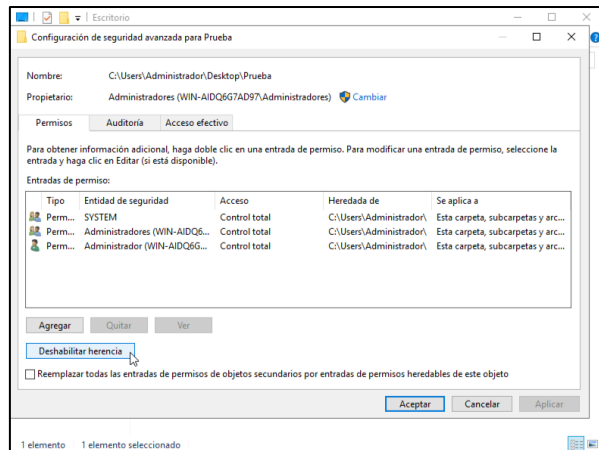 Escritorio
Configuración de seguridad avanzada para Prueba
Nombre: C:\Users\Administrador\Desktop\Prueba
Propietario: Administradores (WIN-AIDQ6G7AD97\Administradores) Cambiar
Permisos Auditoría Acceso efectivo
Para obtener información adicional, haga doble clic en una entrada de permiso. Para modificar una entrada de permiso, seleccione la
entrada y haga clic en Editar (si está disponible).
Entradas de permiso:
Tipo Entidad de seguridad Acceso Heredada de Se aplica a
Perm... SYSTEM Control total C:\Users\Administrador\ Esta carpeta, subcarpetas y arc...
Perm... Administradores (WIN-AIDQ6... Control total C:\Users\Administrador\ Esta carpeta, subcarpetas y arc...
Perm... Administrador (WIN-AIDQ6G... Control total C:\Users\Administrador\ Esta carpeta, subcarpetas y arc...
Agregar Quitar Ver
Deshabilitar herencia
Reemplazar todas las entradas de permisos de objetos secundarios por entradas de permisos heredables de este objeto
Aceptar Cancelar Aplicar
1 elemento 1 elemento seleccionado